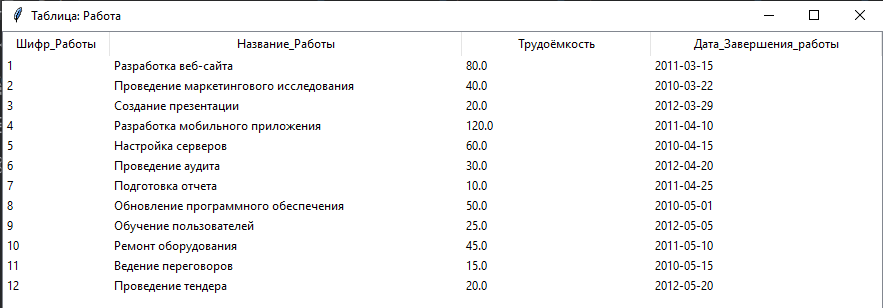 Таблица: Работа
Шифр_Работы Название_Работы Трудоёмкость Дата_Завершения_работы
1 Разработка веб-сайта 80.0 2011-03-15
2 Проведение маркетингового исследования 40.0 2010-03-22
3 Создание презентации 20.0 2012-03-29
4 Разработка мобильного приложения 120.0 2011-04-10
5 Настройка серверов 60.0 2010-04-15
6 Проведение аудита 30.0 2012-04-20
7 Подготовка отчета 10.0 2011-04-25
8 Обновление программного обеспечения 50.0 2010-05-01
9 Обучение пользователей 25.0 2012-05-05
10 Ремонт оборудования 45.0 2011-05-10
11 Ведение переговоров 15.0 2010-05-15
12 Проведение тендера 20.0 2012-05-20